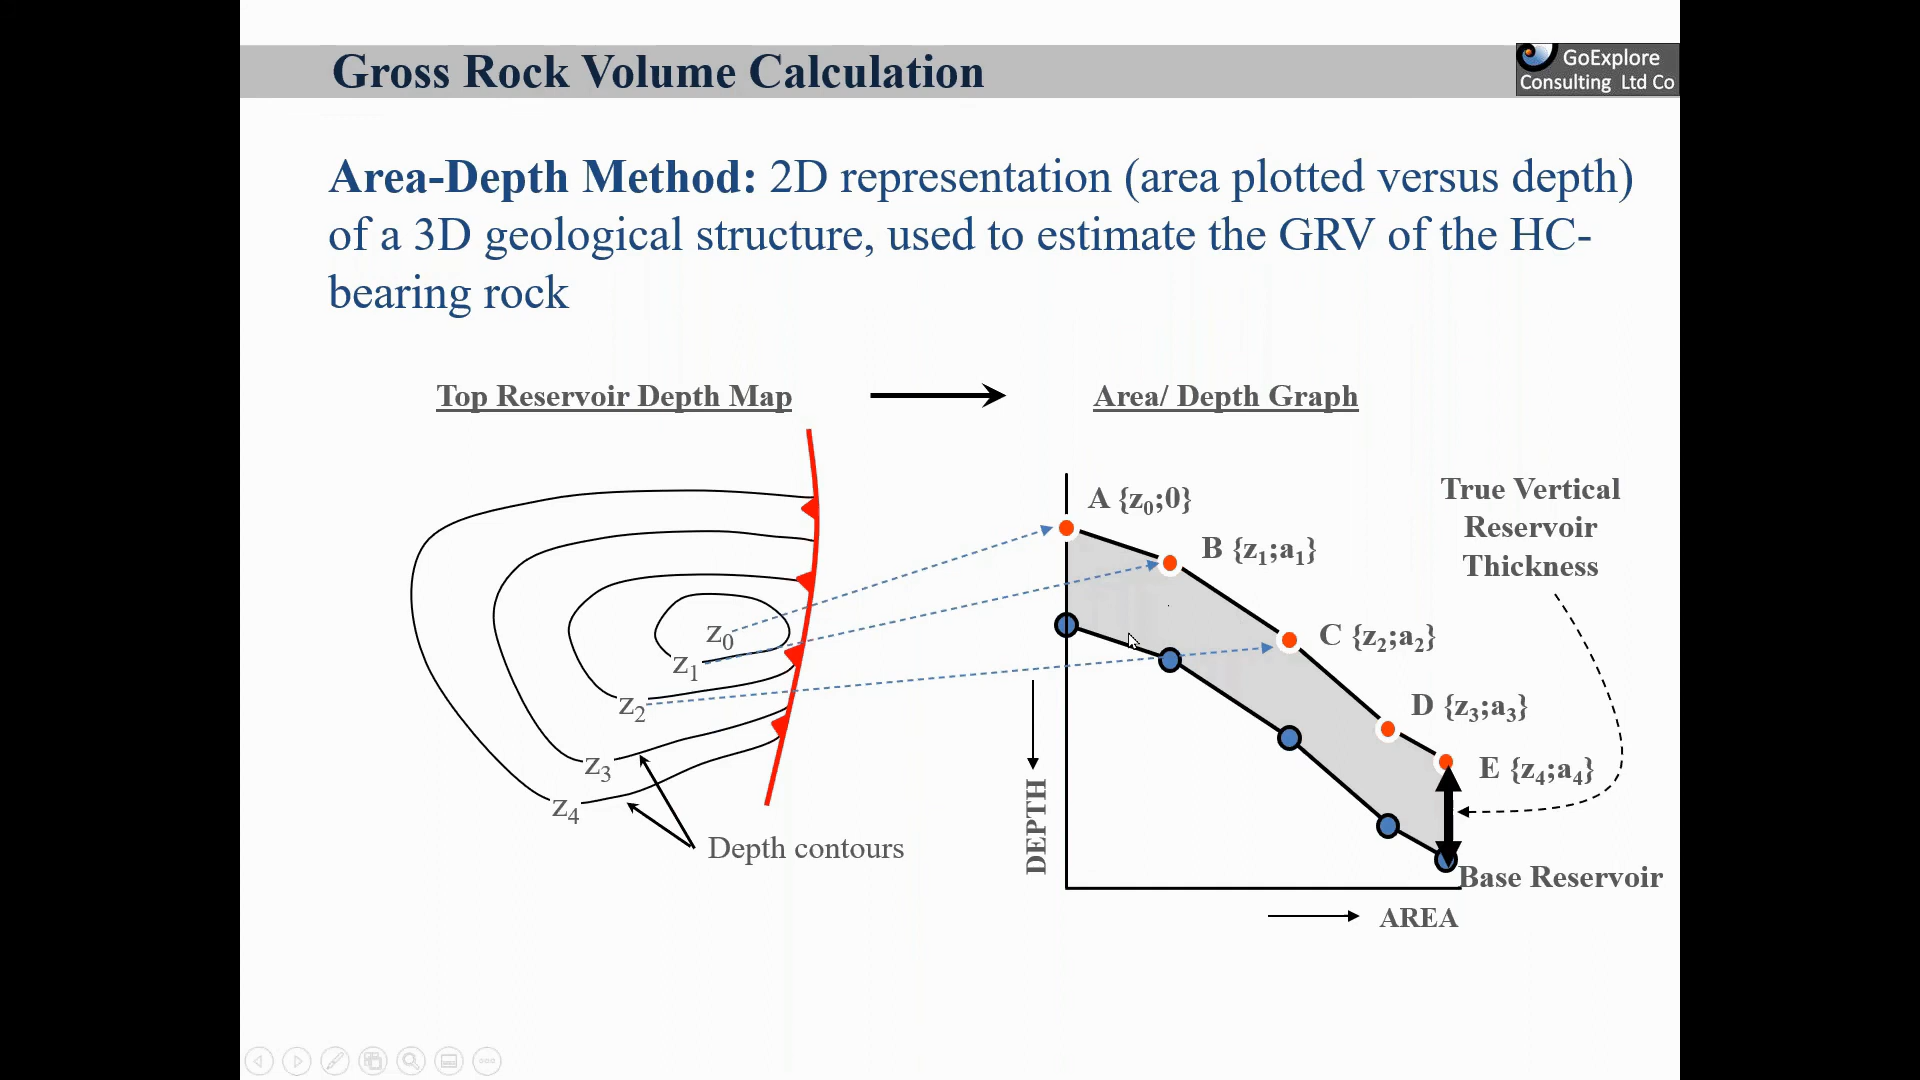 Gross Rock Volume Calculation
GoExplore
Consulting Ltd Co
Area-Depth Method: 2D representation (area plotted versus depth)
of a 3D geological structure, used to estimate the GRV of the HC-
bearing rock
Top Reservoir Depth Map
Area/ Depth Graph
z₀
z₁
z₂
z₃
z₄
Depth contours
A {z₀;0}
B {z₁;a₁}
C {z₂;a₂}
D {z₃;a₃}
E {z₄;a₄}
True Vertical
Reservoir
Thickness
DEPTH
Base Reservoir
AREA